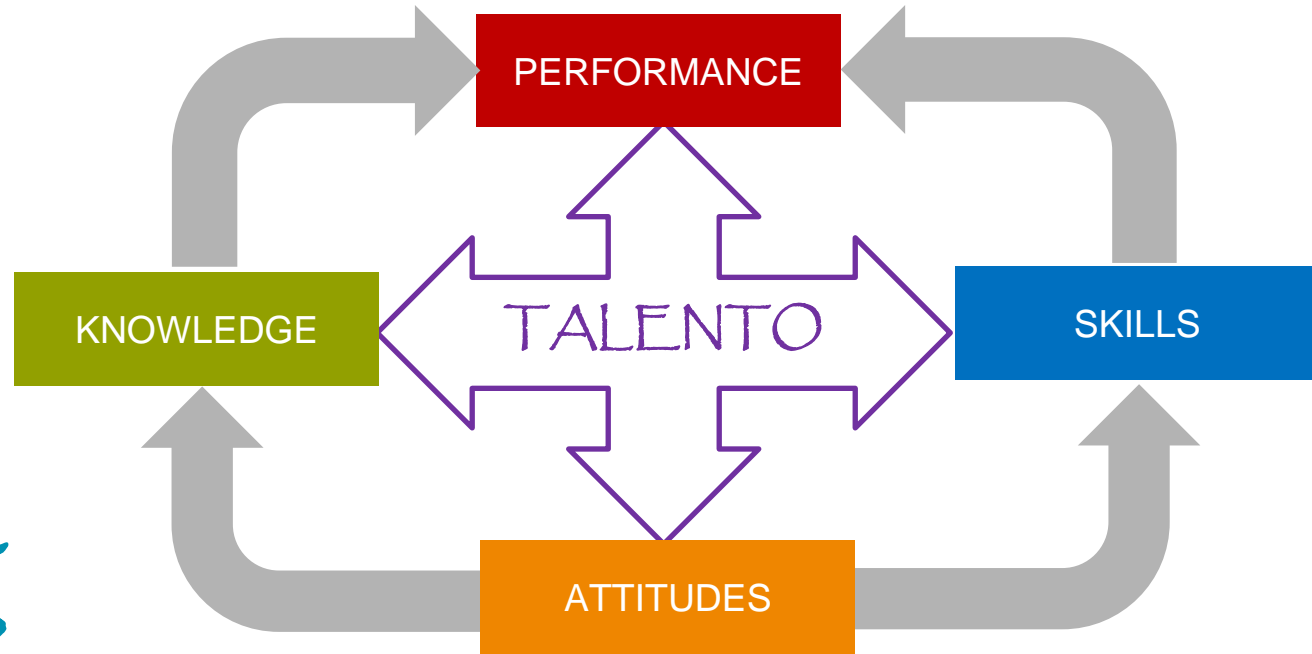 PERFORMANCE
KNOWLEDGE
TALENTO
SKILLS
ATTITUDES